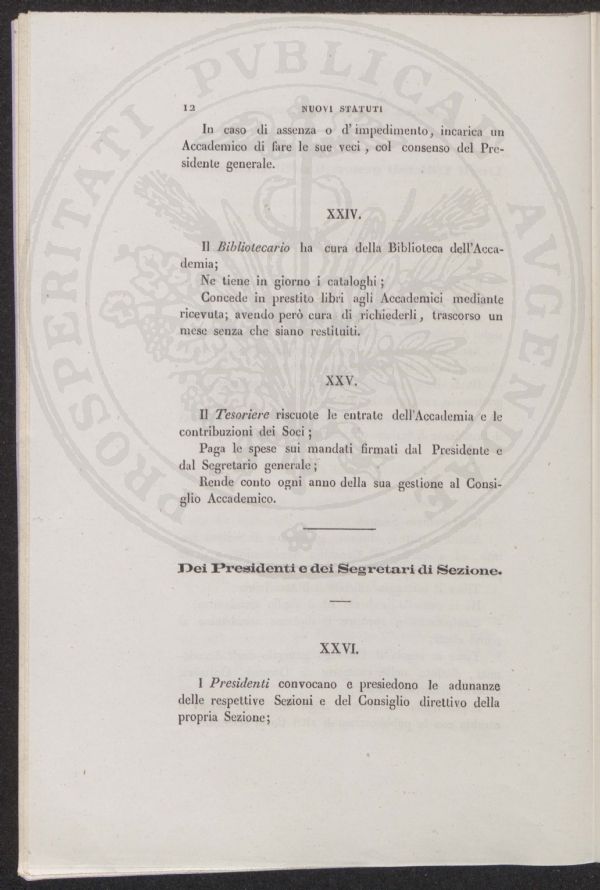 12 NUOVI STATUTI
In caso di assenza o d'impedimento, incarica un
Accademico di fare le sue veci, col consenso del Pre-
sidente generale.
XXIV.
Il Bibliotecario ha cura della Biblioteca dell'Acca-
demia;
Ne tiene in giorno i cataloghi;
Concede in prestito libri agli Accademici mediante
ricevuta; avendo però cura di richiederli, trascorso un
mese senza che siano restituiti.
XXV.
Il Tesoriere riscuote le entrate dell'Accademia e le
contribuzioni dei Soci;
Paga le spese sui mandati firmati dal Presidente e
dal Segretario generale;
Rende conto ogni anno della sua gestione al Consi-
glio Accademico.
Dei Presidenti e dei Segretari di Sezione.
XXVI.
I Presidenti convocano e presiedono le adunanze
delle respettive Sezioni e del Consiglio direttivo della
propria Sezione;
PROSPERITATI PVBLICAE AVGENDAE